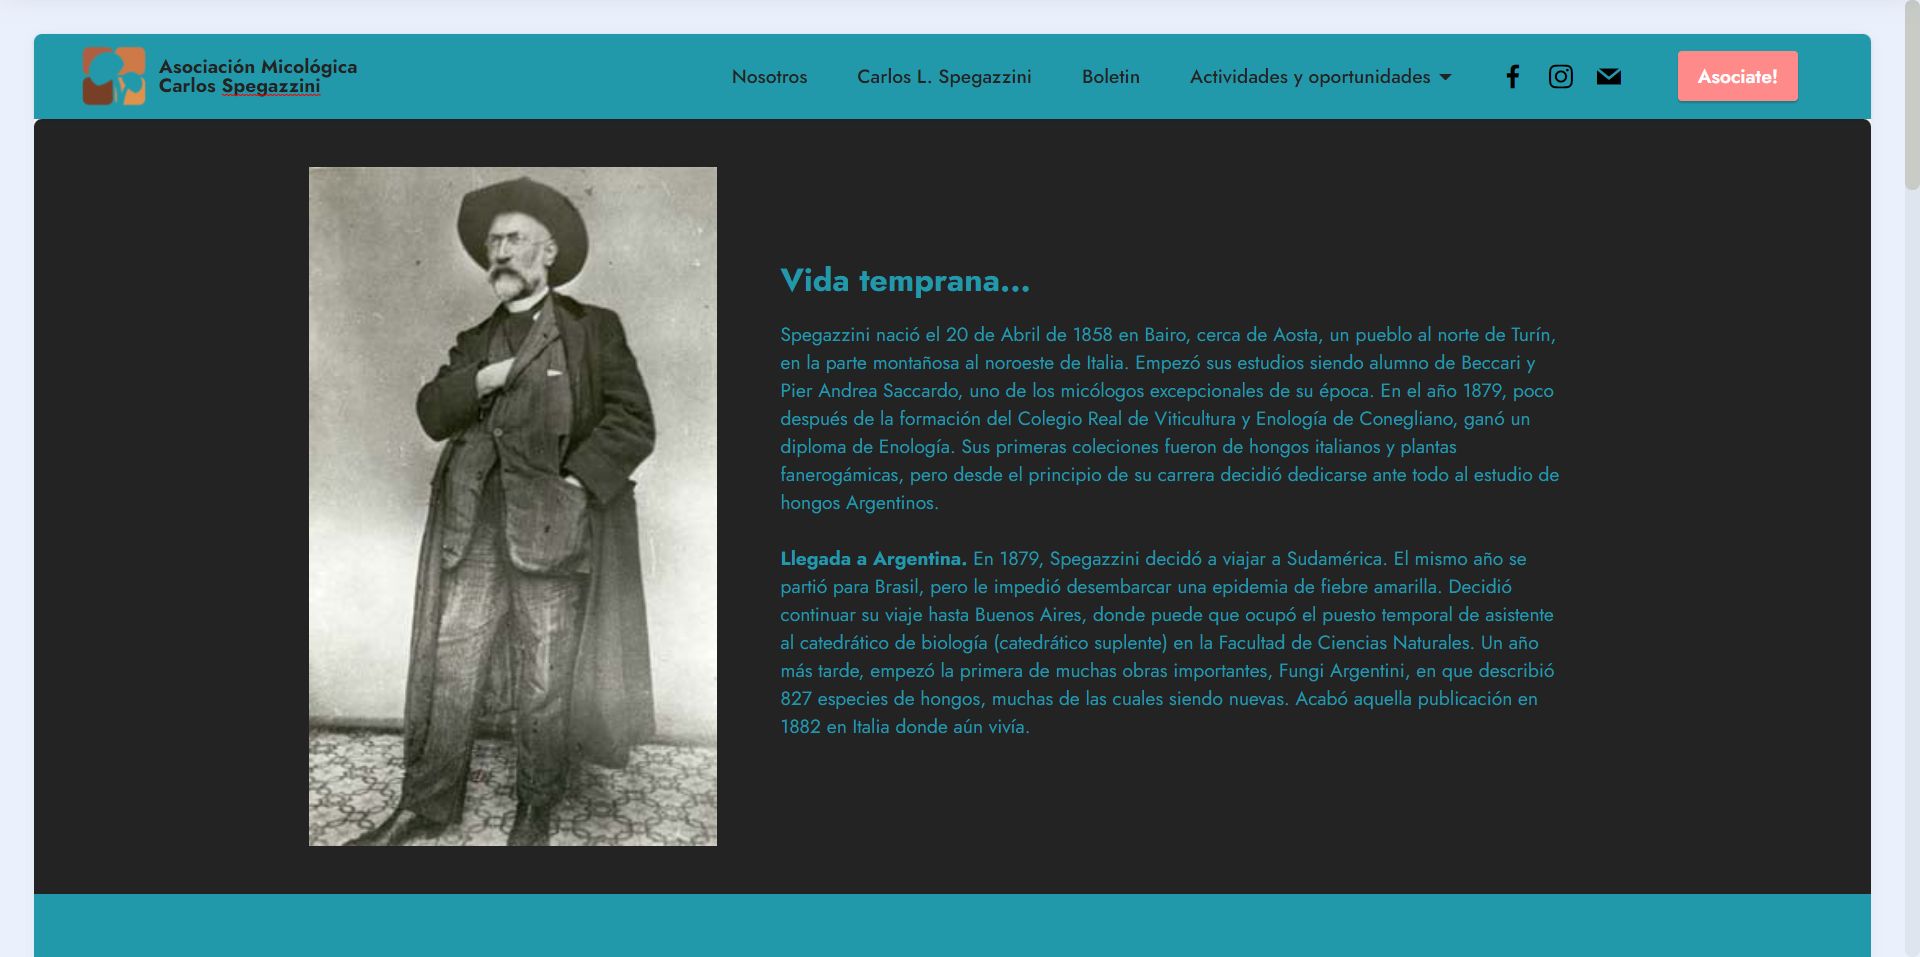 Asociación Micológica
Carlos Spegazzini
Nosotros
Carlos L. Spegazzini
Boletin
Actividades y oportunidades
Asociate!
Vida temprana...
Spegazzini nació el 20 de Abril de 1858 en Bairo, cerca de Aosta, un pueblo al norte de Turín,
en la parte montañosa al noroeste de Italia. Empezó sus estudios siendo alumno de Beccari y
Pier Andrea Saccardo, uno de los micólogos excepcionales de su época. En el año 1879, poco
después de la formación del Colegio Real de Viticultura y Enología de Conegliano, ganó un
diploma de Enología. Sus primeras coleciones fueron de hongos italianos y plantas
fanerogámicas, pero desde el principio de su carrera decidió dedicarse ante todo al estudio de
hongos Argentinos.
Llegada a Argentina. En 1879, Spegazzini decidó a viajar a Sudamérica. El mismo año se
partió para Brasil, pero le impedió desembarcar una epidemia de fiebre amarilla. Decidió
continuar su viaje hasta Buenos Aires, donde puede que ocupó el puesto temporal de asistente
al catedrático de biología (catedrático suplente) en la Facultad de Ciencias Naturales. Un año
más tarde, empezó la primera de muchas obras importantes, Fungi Argentini, en que describió
827 especies de hongos, muchas de las cuales siendo nuevas. Acabó aquella publicación en
1882 en Italia donde aún vivía.